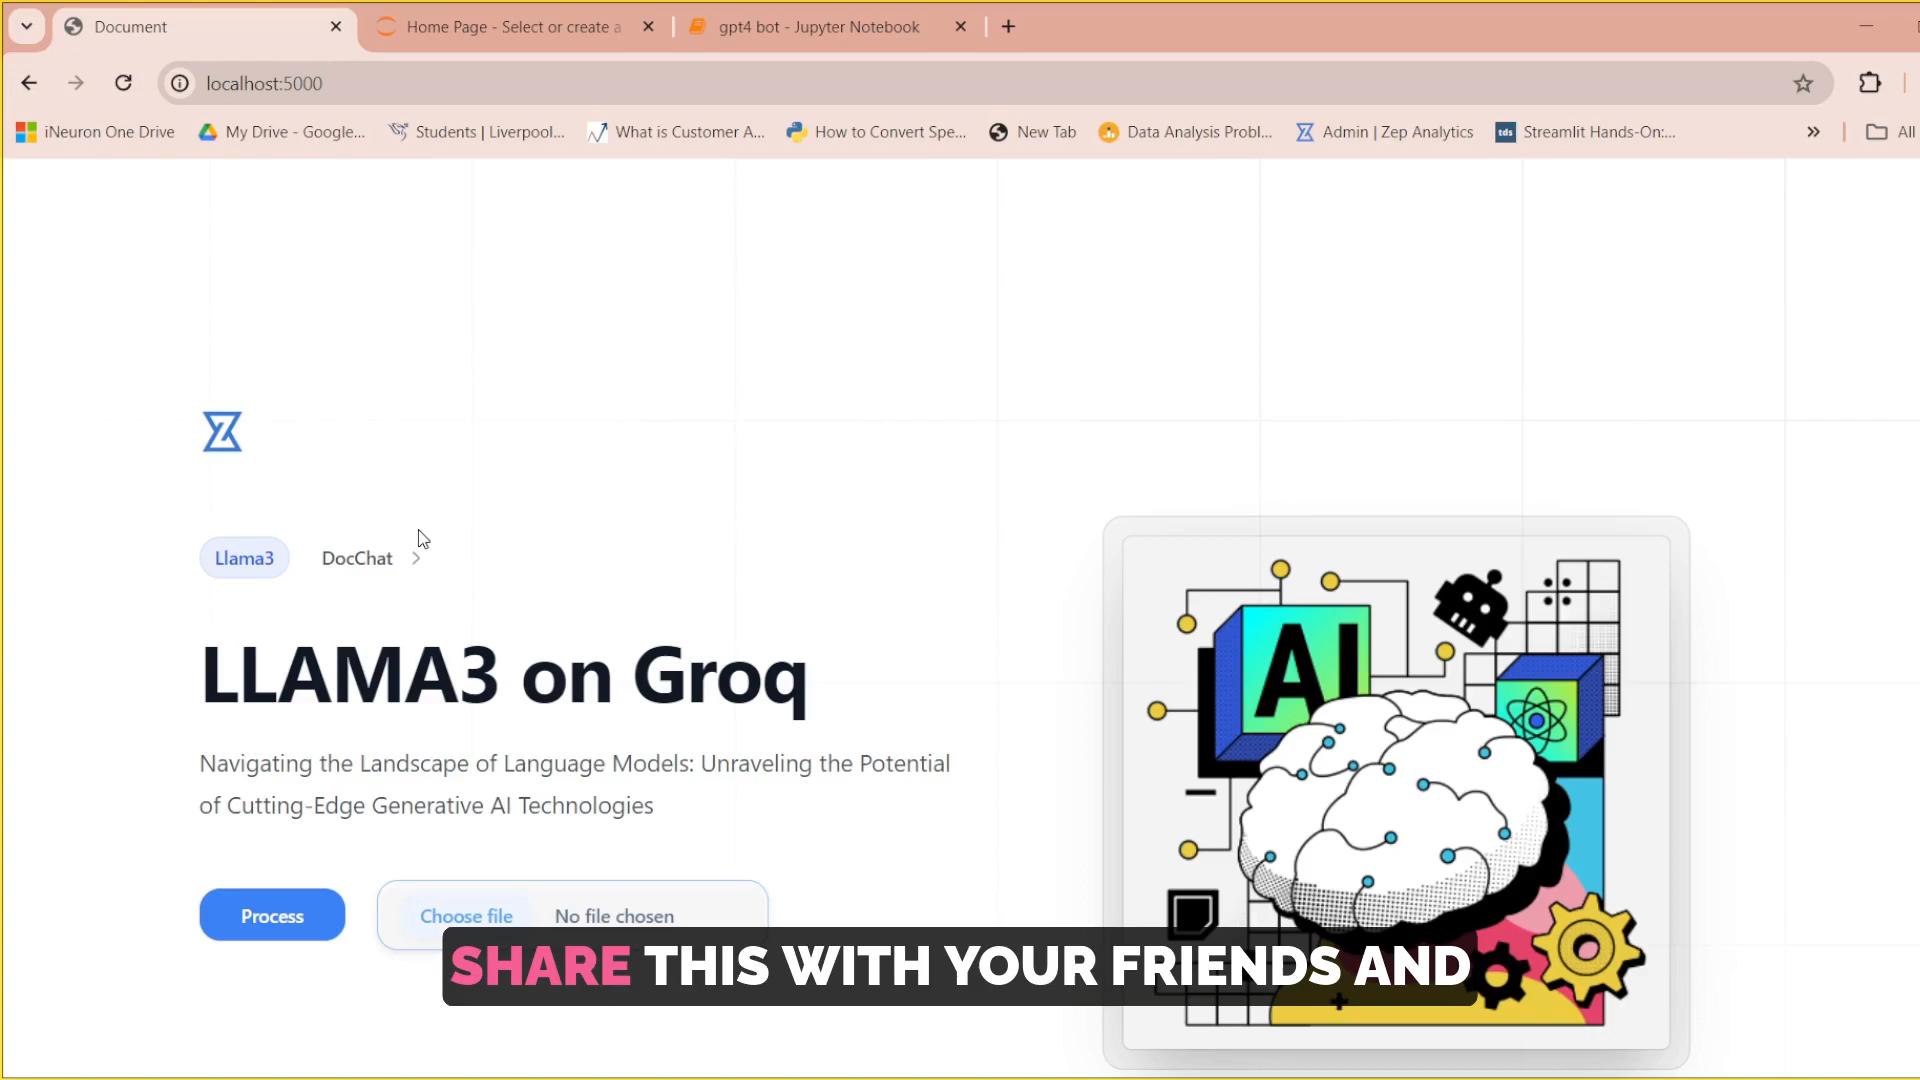 Document
Home Page - Select or create a
gpt4 bot - Jupyter Notebook
localhost:5000
iNeuron One Drive
My Drive - Google...
Students | Liverpool...
What is Customer A...
How to Convert Spe...
New Tab
Data Analysis Probl...
Admin | Zep Analytics
tds
Streamlit Hands-On:...
All
Llama3
DocChat
LLAMA3 on Groq
Navigating the Landscape of Language Models: Unraveling the Potential
of Cutting-Edge Generative AI Technologies
AI
Process
Choose file
No file chosen
SHARE THIS WITH YOUR FRIENDS AND